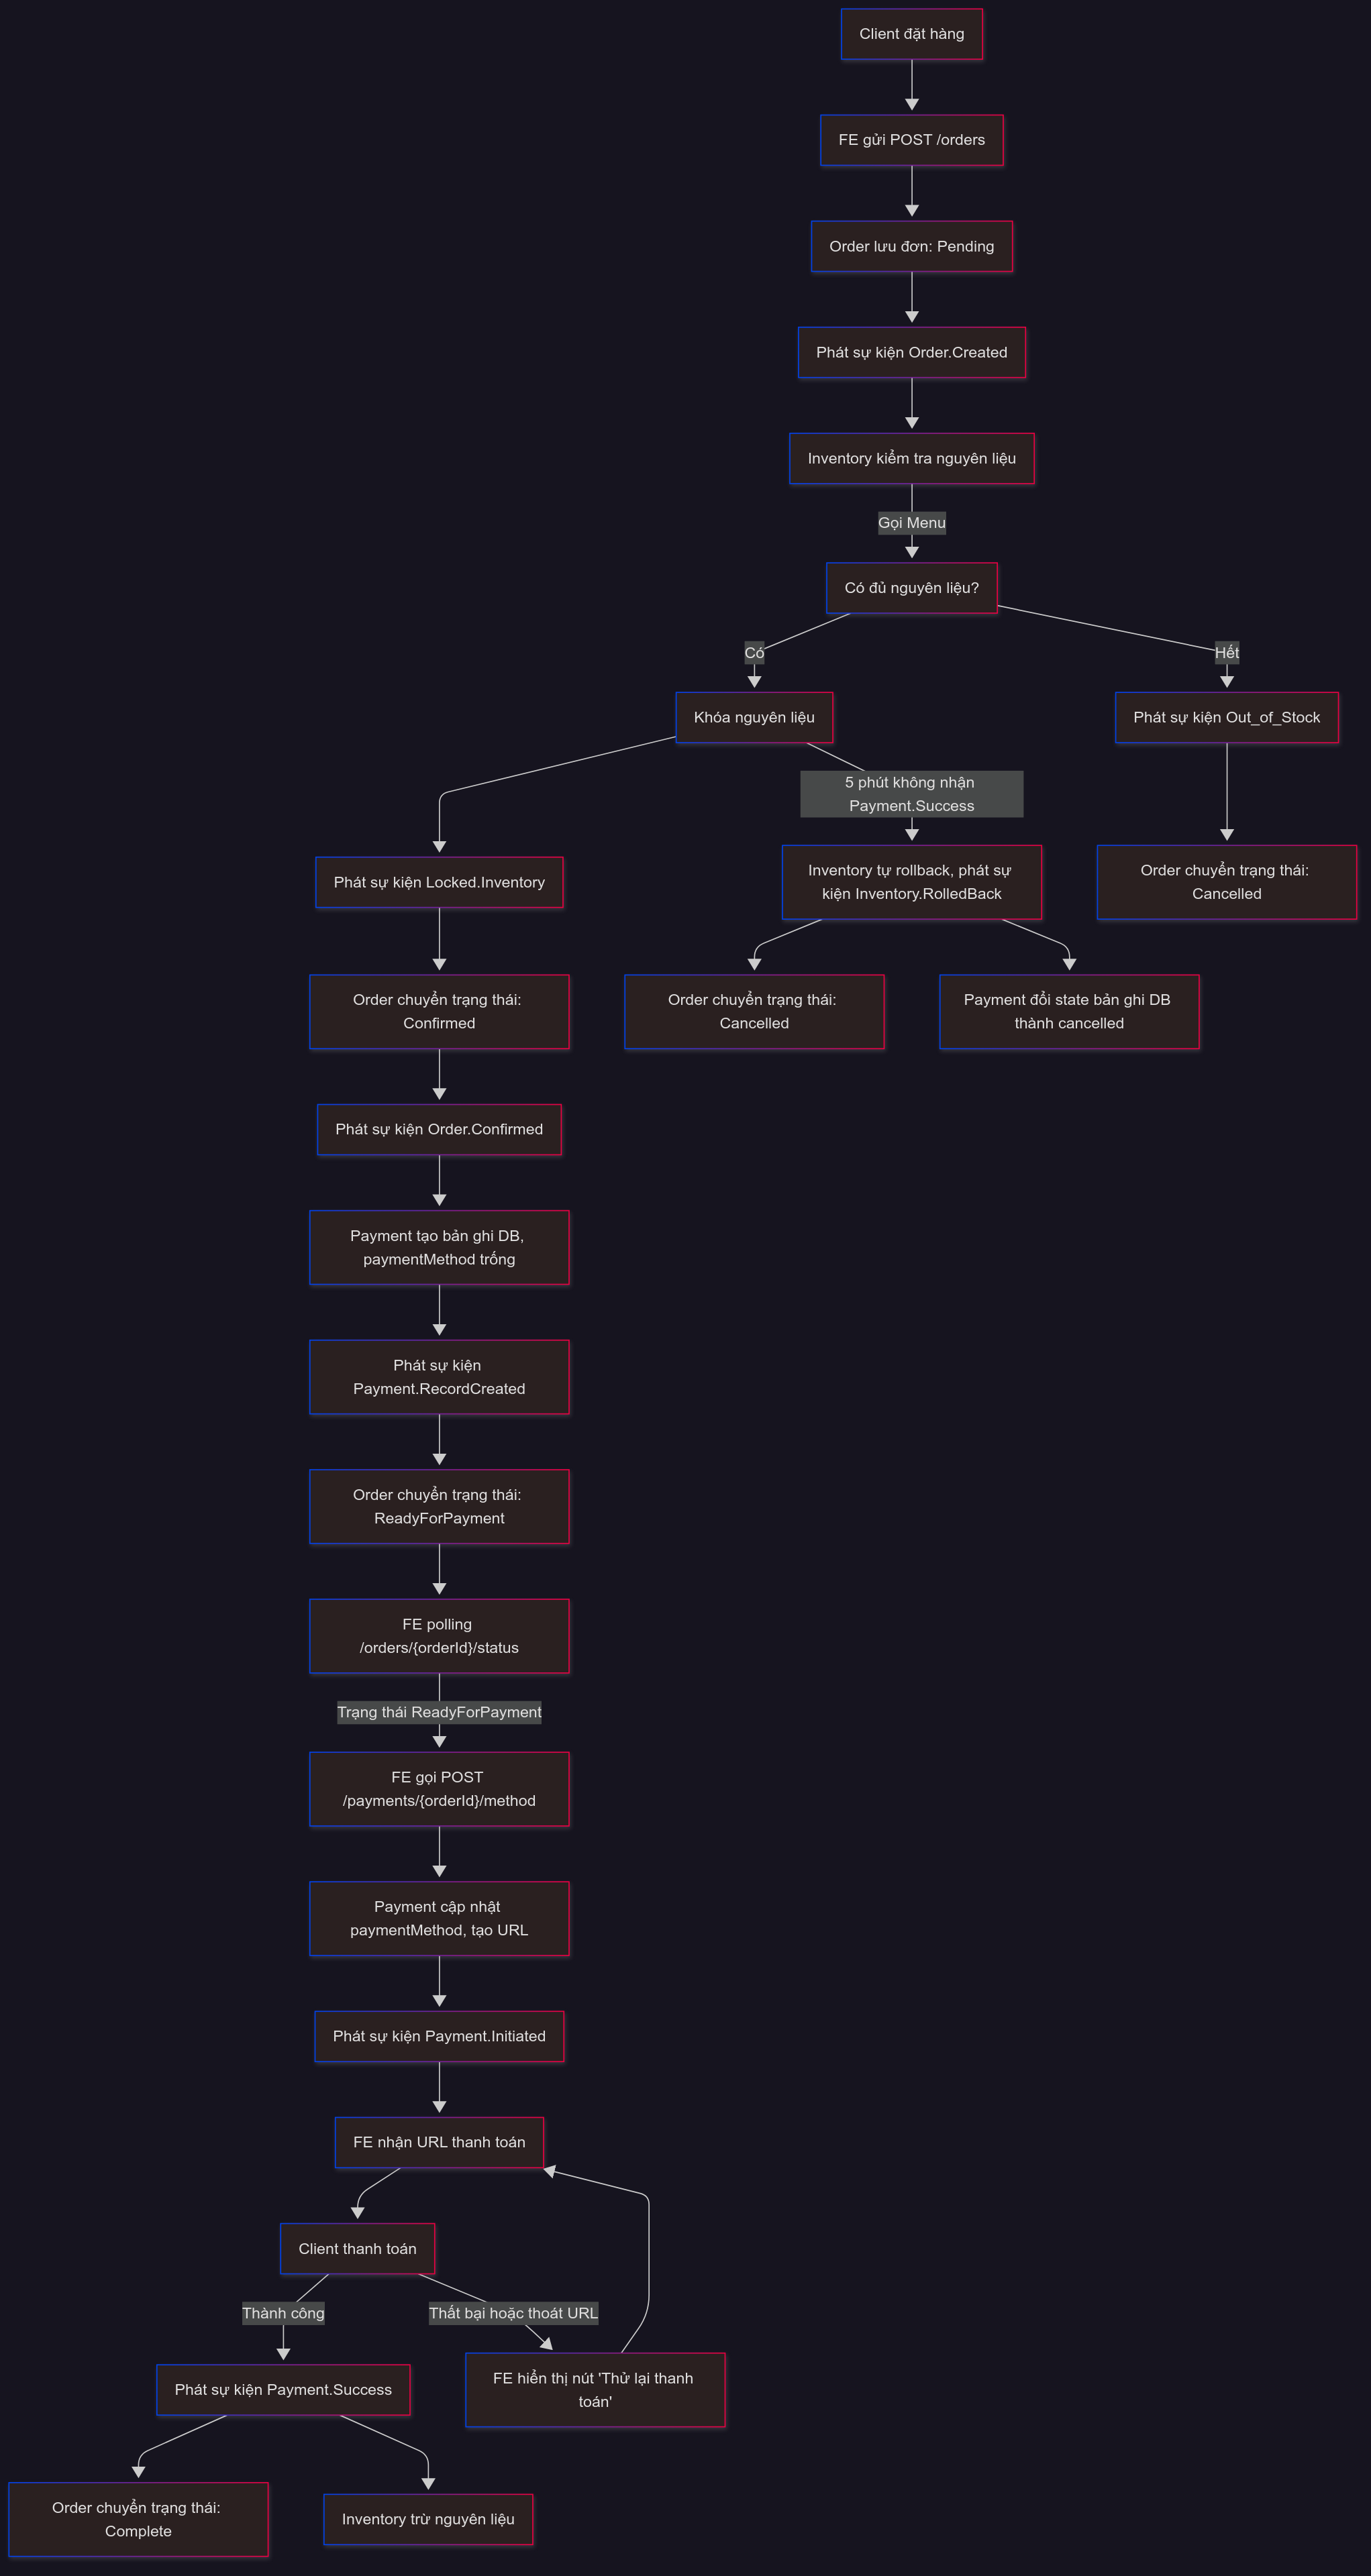 Client đặt hàng
FE gửi POST /orders
Order lưu đơn: Pending
Phát sự kiện Order.Created
Inventory kiểm tra nguyên liệu
Gọi Menu
Có đủ nguyên liệu?
Có
Hết
Khóa nguyên liệu
Phát sự kiện Out_of_Stock
5 phút không nhận
Payment.Success
Phát sự kiện Locked.Inventory
Inventory tự rollback, phát sự
kiện Inventory.RolledBack
Order chuyển trạng thái:
Cancelled
Order chuyển trạng thái:
Confirmed
Order chuyển trạng thái:
Cancelled
Payment đổi state bản ghi DB
thành cancelled
Phát sự kiện Order.Confirmed
Payment tạo bản ghi DB,
paymentMethod trống
Phát sự kiện
Payment.RecordCreated
Order chuyển trạng thái:
ReadyForPayment
FE polling
/orders/{orderId}/status
Trạng thái ReadyForPayment
FE gọi POST
/payments/{orderId}/method
Payment cập nhật
paymentMethod, tạo URL
Phát sự kiện Payment.Initiated
FE nhận URL thanh toán
Client thanh toán
Thành công
Thất bại hoặc thoát URL
Phát sự kiện Payment.Success
FE hiển thị nút 'Thử lại thanh
toán'
Order chuyển trạng thái:
Complete
Inventory trừ nguyên liệu